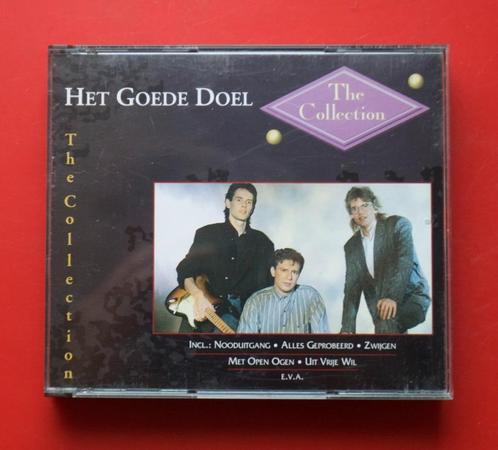 HET GOEDE DOEL
The
Collection
The Collection
INCL.: NOODUITGANG • ALLES GEPROBEERD • ZWIJGEN
MET OPEN OGEN • UIT VRIJE WIL
E.V.A.